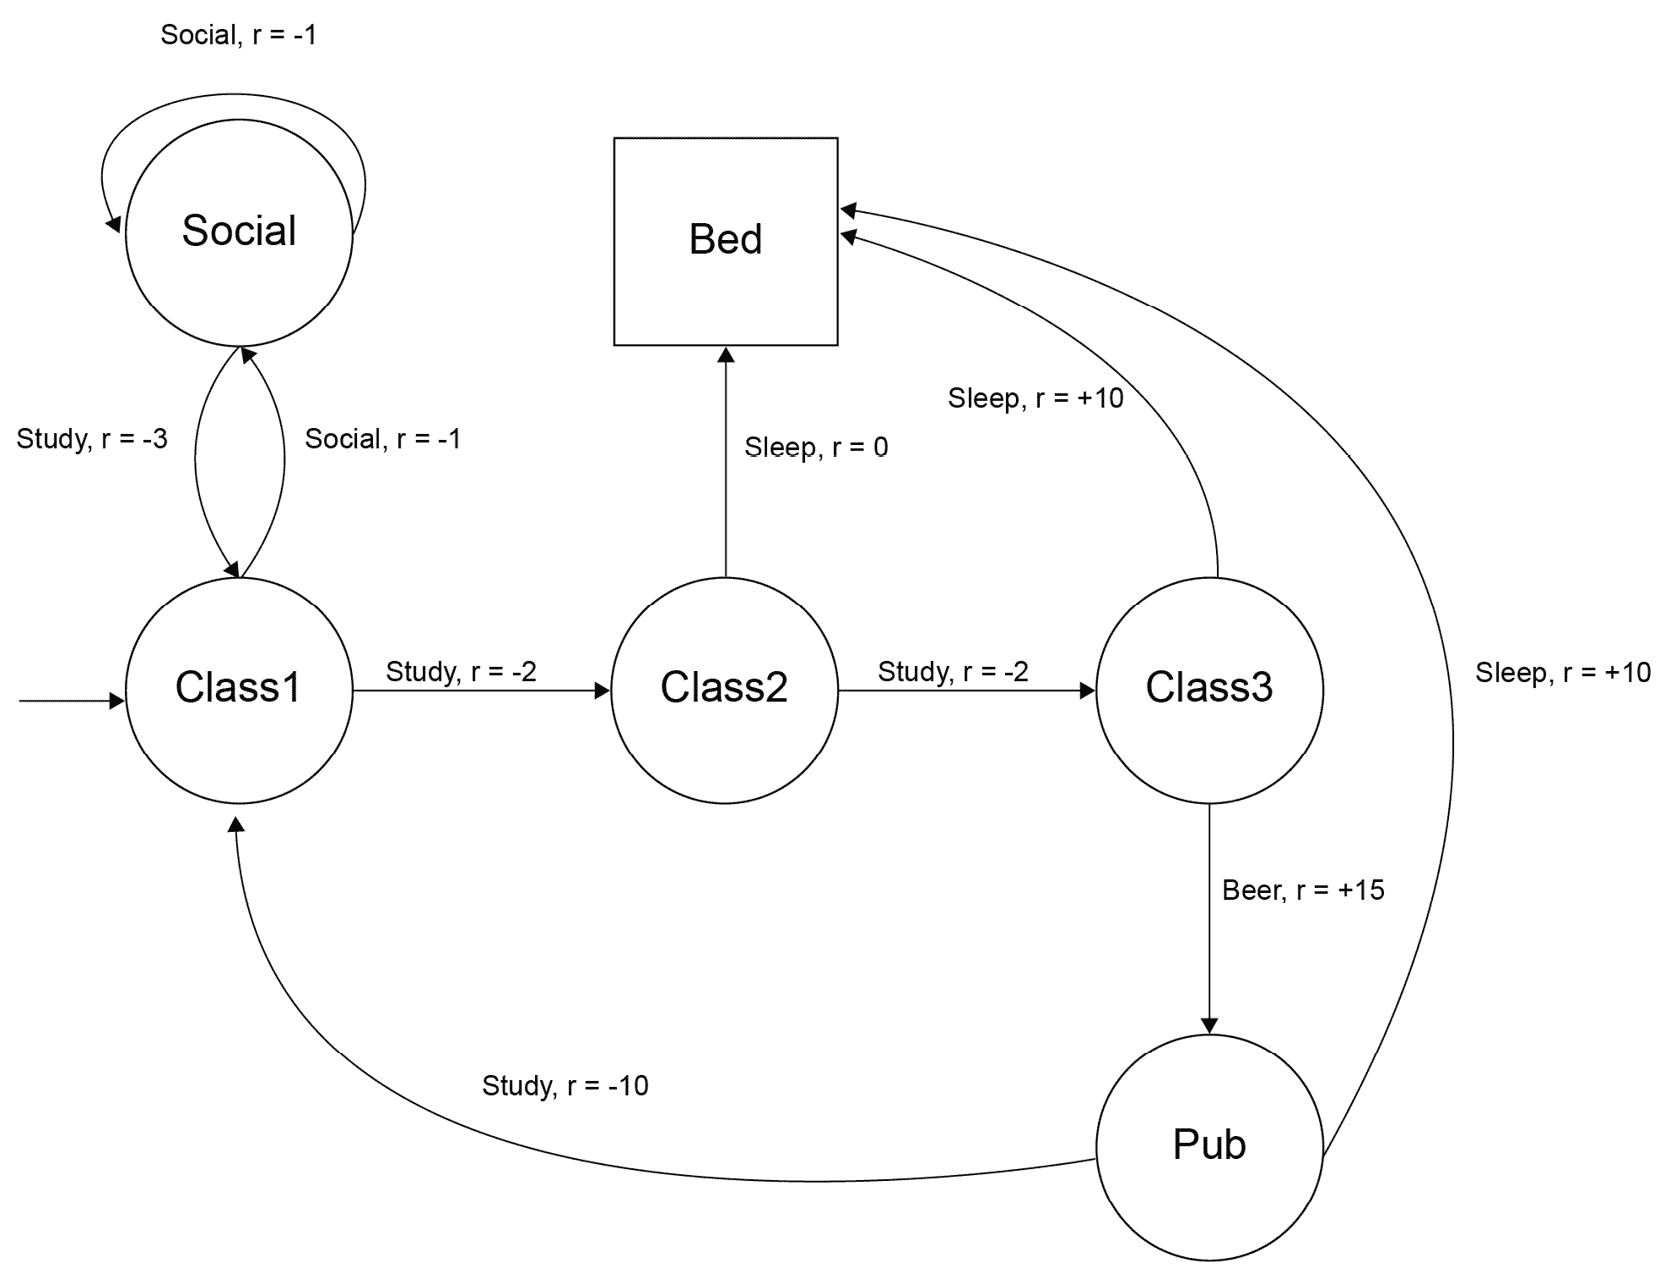 Social, r = -1
Social
Bed
Sleep, r = +10
Study, r = -3
Social, r = -1
Sleep, r = 0
Class1
Study, r = -2
Class2
Study, r = -2
Class3
Sleep, r = +10
Beer, r = +15
Study, r = -10
Pub